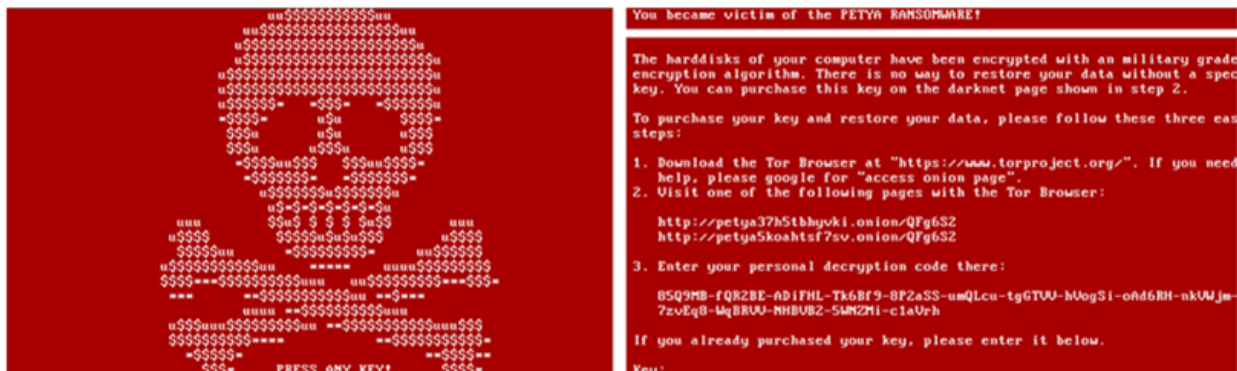 PRESS ANY KEY!
You became victim of the PETYA RANSOMWARE!
The harddisks of your computer have been encrypted with an military grade
encryption algorithm. There is no way to restore your data without a spec
key. You can purchase this key on the darknet page shown in step 2.
To purchase your key and restore your data, please follow these three eas
steps:
1. Download the Tor Browser at "https://www.torproject.org/". If you need
help, please google for "access onion page".
2. Visit one of the following pages with the Tor Browser:
http://petya37h5tbhyvki.onion/QFg6S2
http://petya5koahtsf7sv.onion/QFg6S2
3. Enter your personal decryption code there:
85Q9MB-fQR2BE-ADiFHL-Tk6Bf9-8PZaSS-umQLcu-tgGTVV-hVogSi-oAd6RH-nkVWjm-
7zvEq8-WqBRVV-NHBVB2-5WNZMi-c1aVrh
If you already purchased your key, please enter it below.
Key: